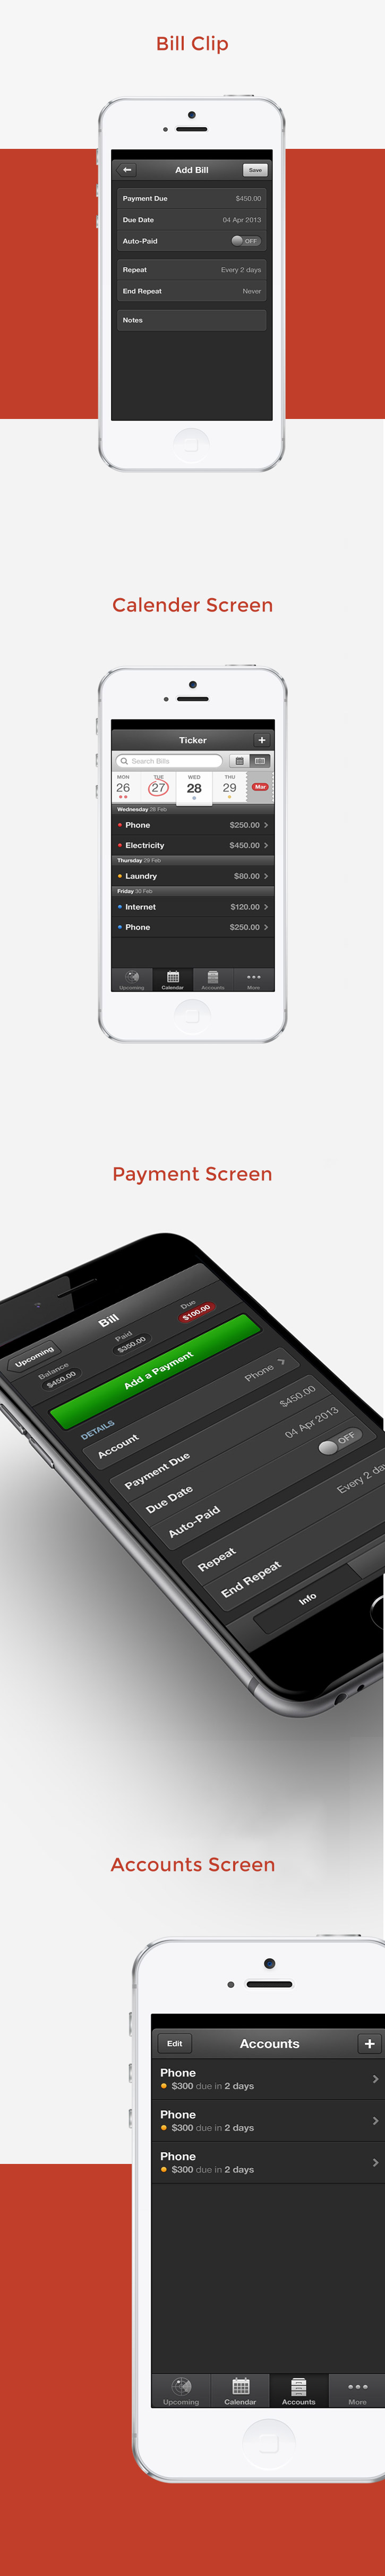 Bill Clip
Add Bill Save
Payment Due $450.00
Due Date 04 Apr 2013
Auto-Paid OFF
Repeat Every 2 days
End Repeat Never
Notes
Calender Screen
Ticker +
Search Bills
MON TUE WED THU
26 27 28 29 Mar
Wednesday 28 Feb
Phone $250.00
Electricity $450.00
Thursday 29 Feb
Laundry $80.00
Friday 30 Feb
Internet $120.00
Phone $250.00
Upcoming Calendar Accounts More
Payment Screen
Upcoming Bill
Balance Paid Due
$450.00 $350.00 $100.00
Add a Payment
DETAILS
Account Phone
Payment Due $450.00
Due Date 04 Apr 2013
Auto-Paid OFF
Repeat Every 2 da
End Repeat
Info
Accounts Screen
Edit Accounts +
Phone
$300 due in 2 days
Phone
$300 due in 2 days
Phone
$300 due in 2 days
Upcoming Calendar Accounts More